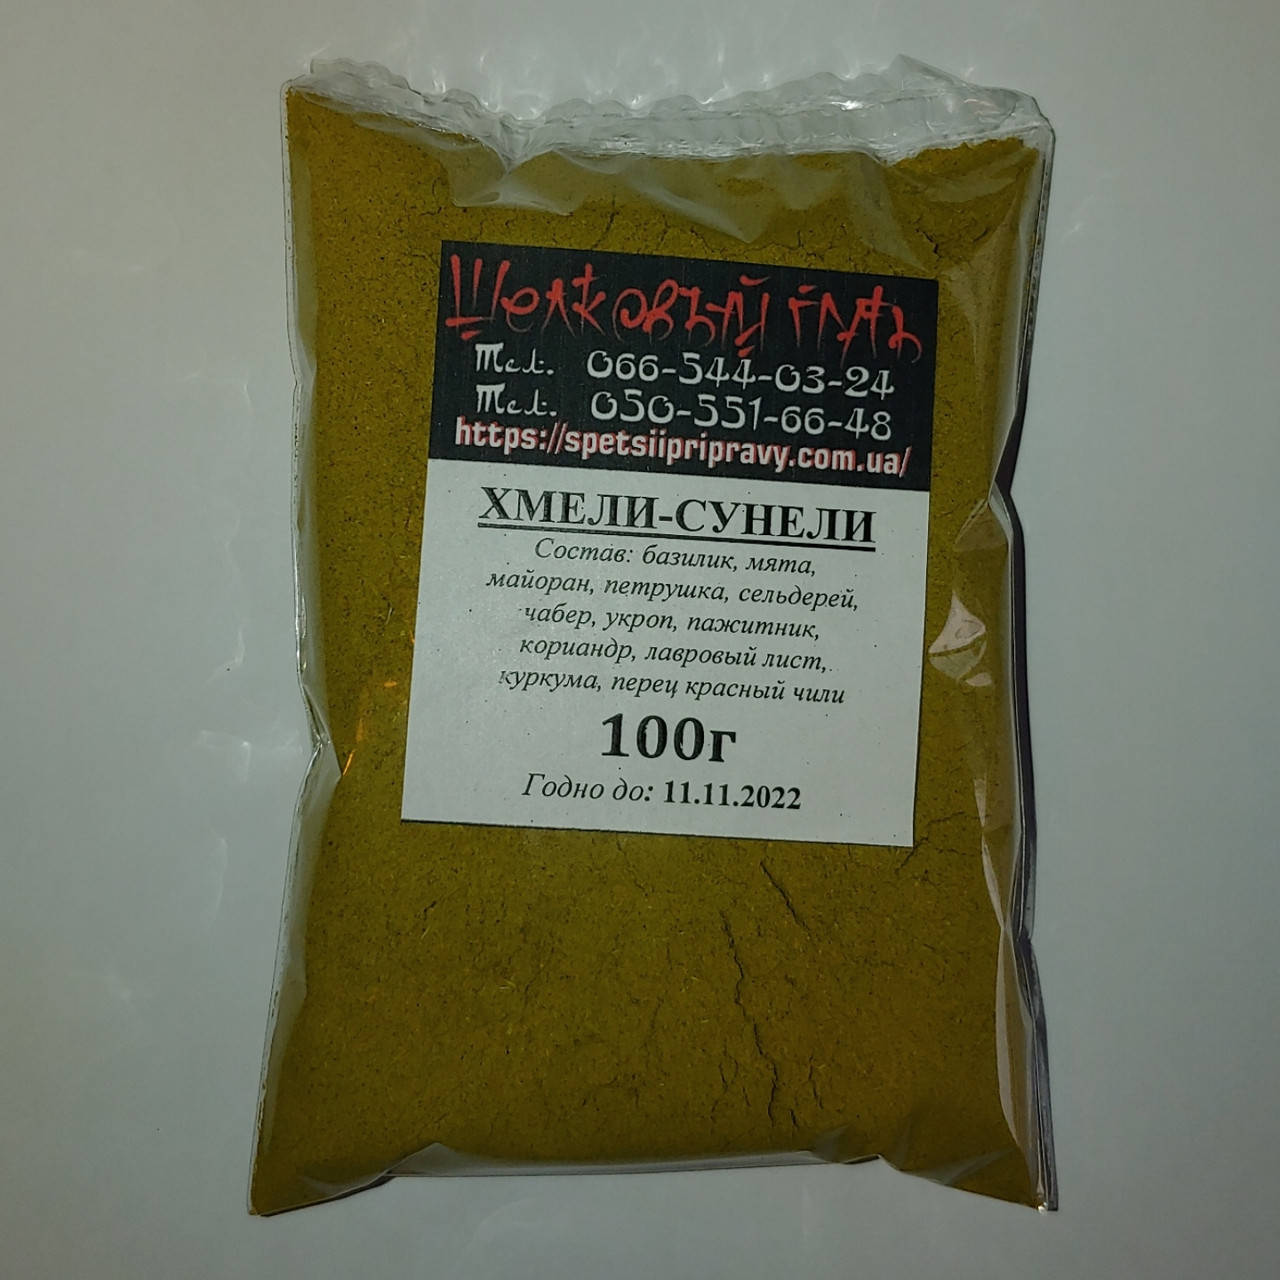 Шелковый путь
Тел. 066-544-03-24
Тел. 050-551-66-48
https://spetsiipripravy.com.ua/
ХМЕЛИ-СУНЕЛИ
Состав: базилик, мята,
майоран, петрушка, сельдерей,
чабер, укроп, пажитник,
кориандр, лавровый лист,
куркума, перец красный чили
100г
Годно до: 11.11.2022